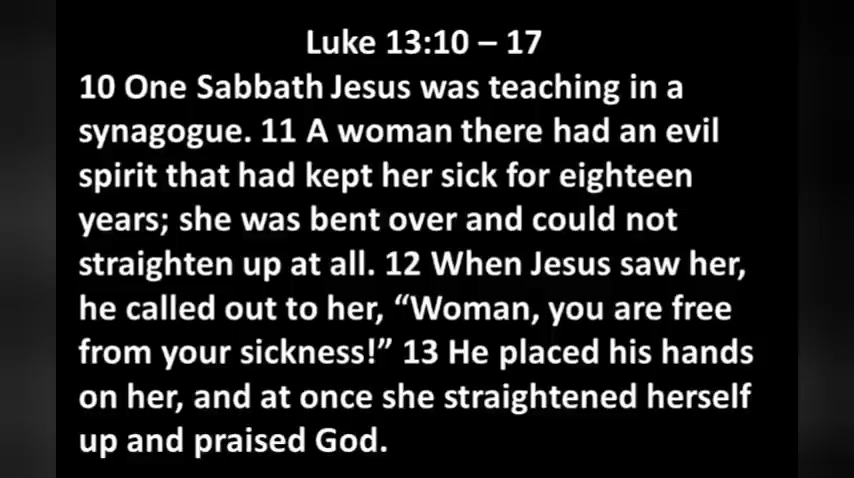 Luke 13:10 – 17
10 One Sabbath Jesus was teaching in a
synagogue. 11 A woman there had an evil
spirit that had kept her sick for eighteen
years; she was bent over and could not
straighten up at all. 12 When Jesus saw her,
he called out to her, “Woman, you are free
from your sickness!” 13 He placed his hands
on her, and at once she straightened herself
up and praised God.